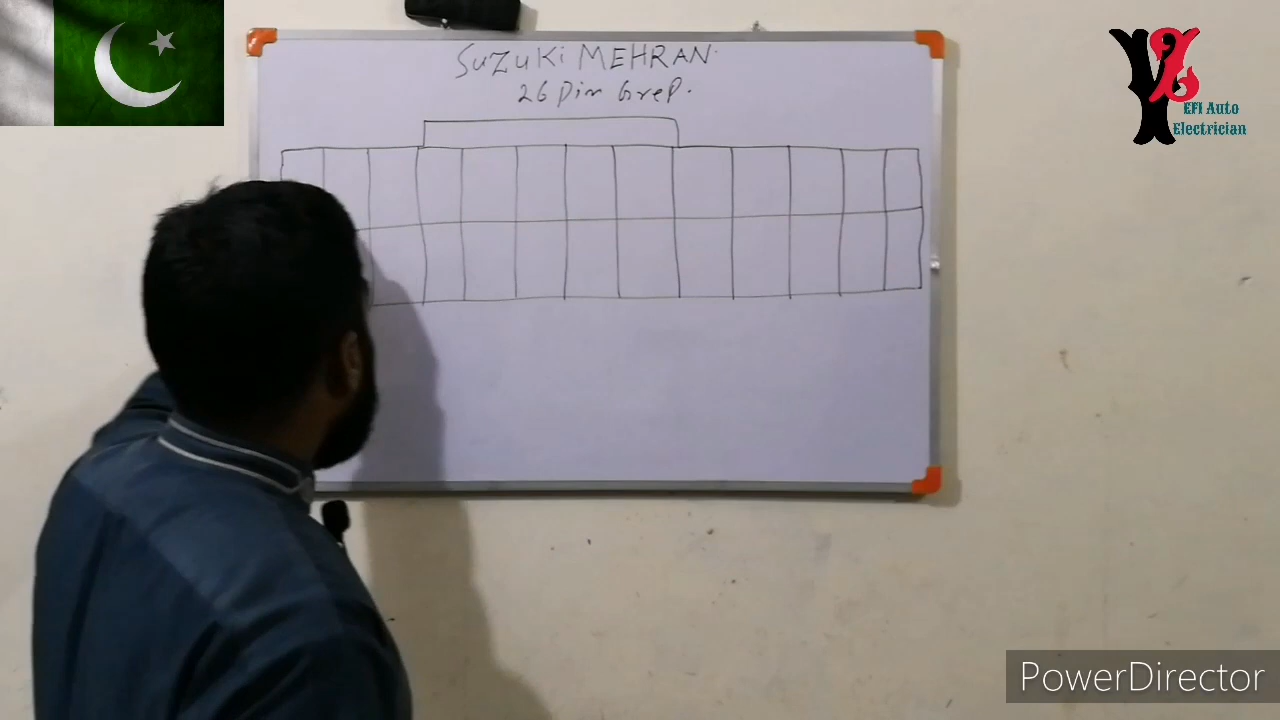 SUZUKI MEHRAN
26 Pin Grep.
EFI Auto
Electrician
PowerDirector